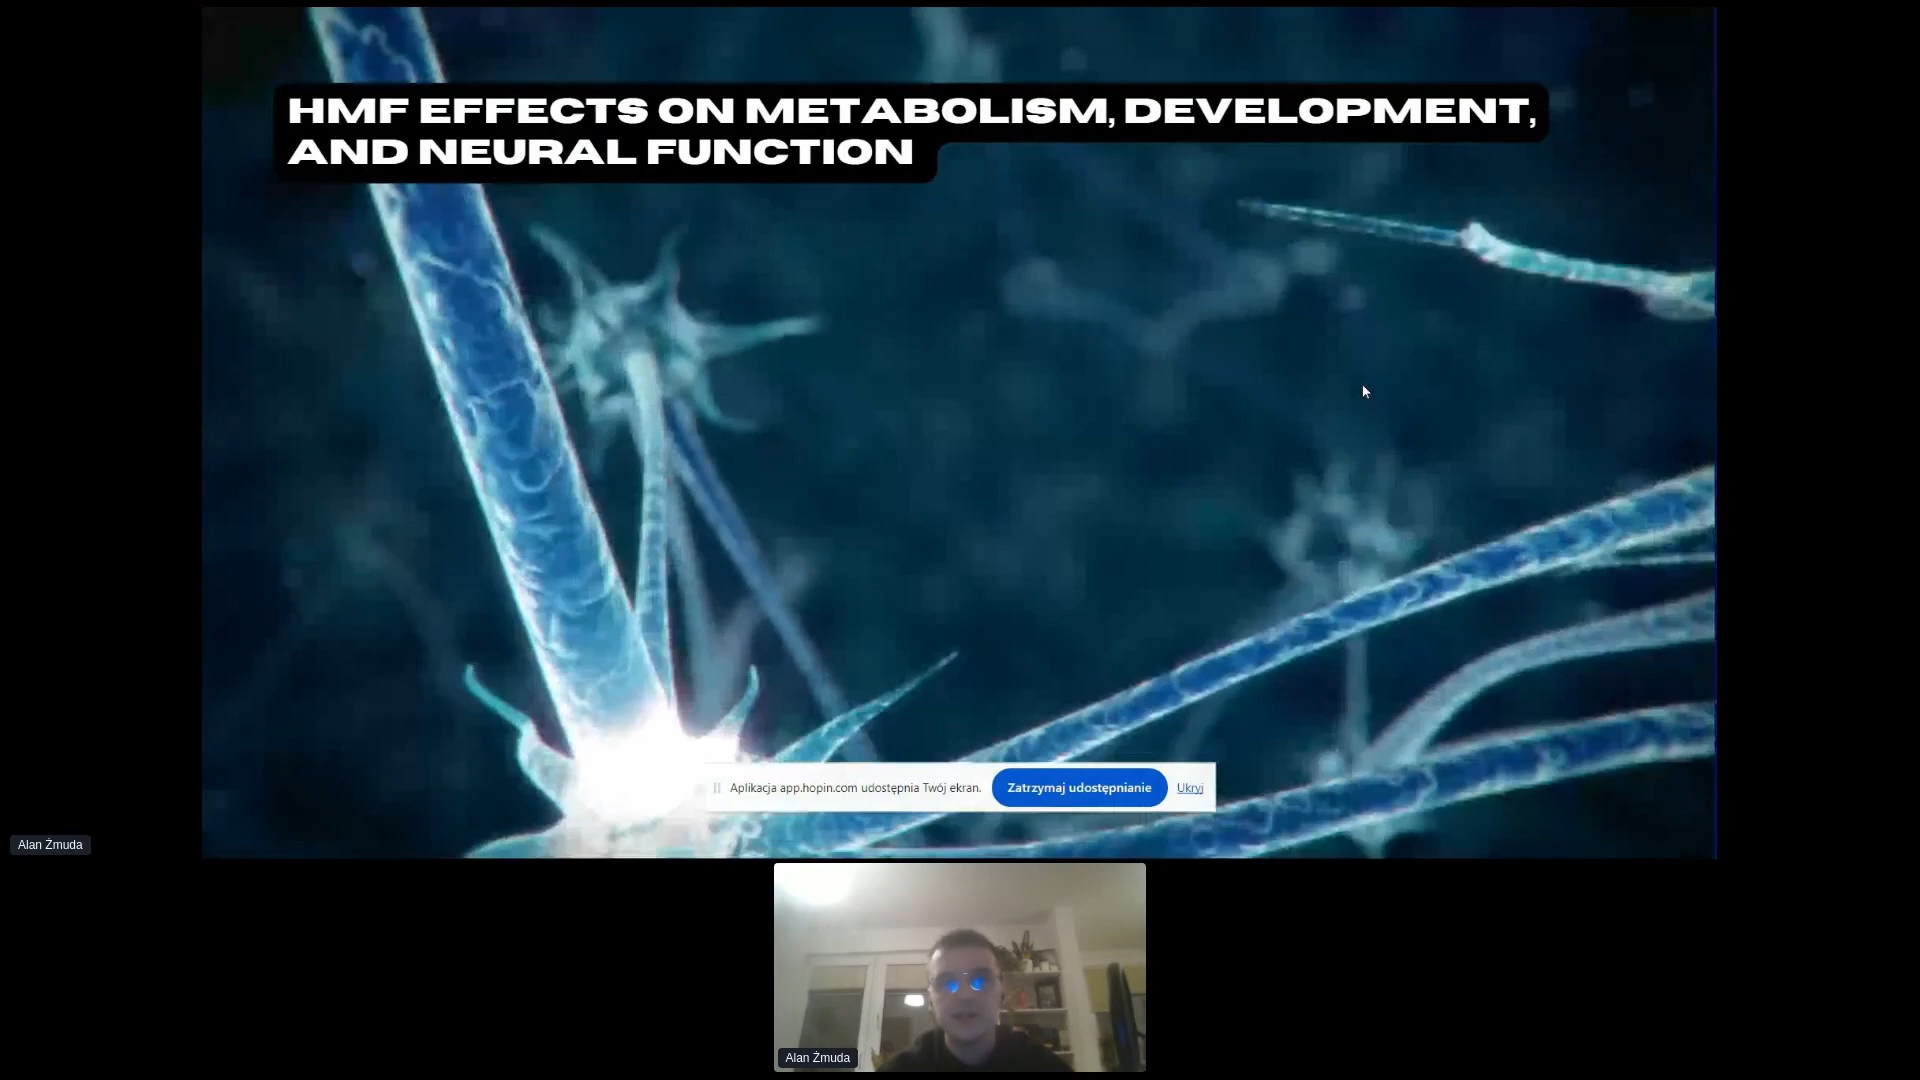 HMF EFFECTS ON METABOLISM, DEVELOPMENT,
AND NEURAL FUNCTION
Aplikacja app.hopin.com udostępnia Twój ekran. Zatrzymaj udostępnianie Ukryj
Alan Żmuda
Alan Żmuda